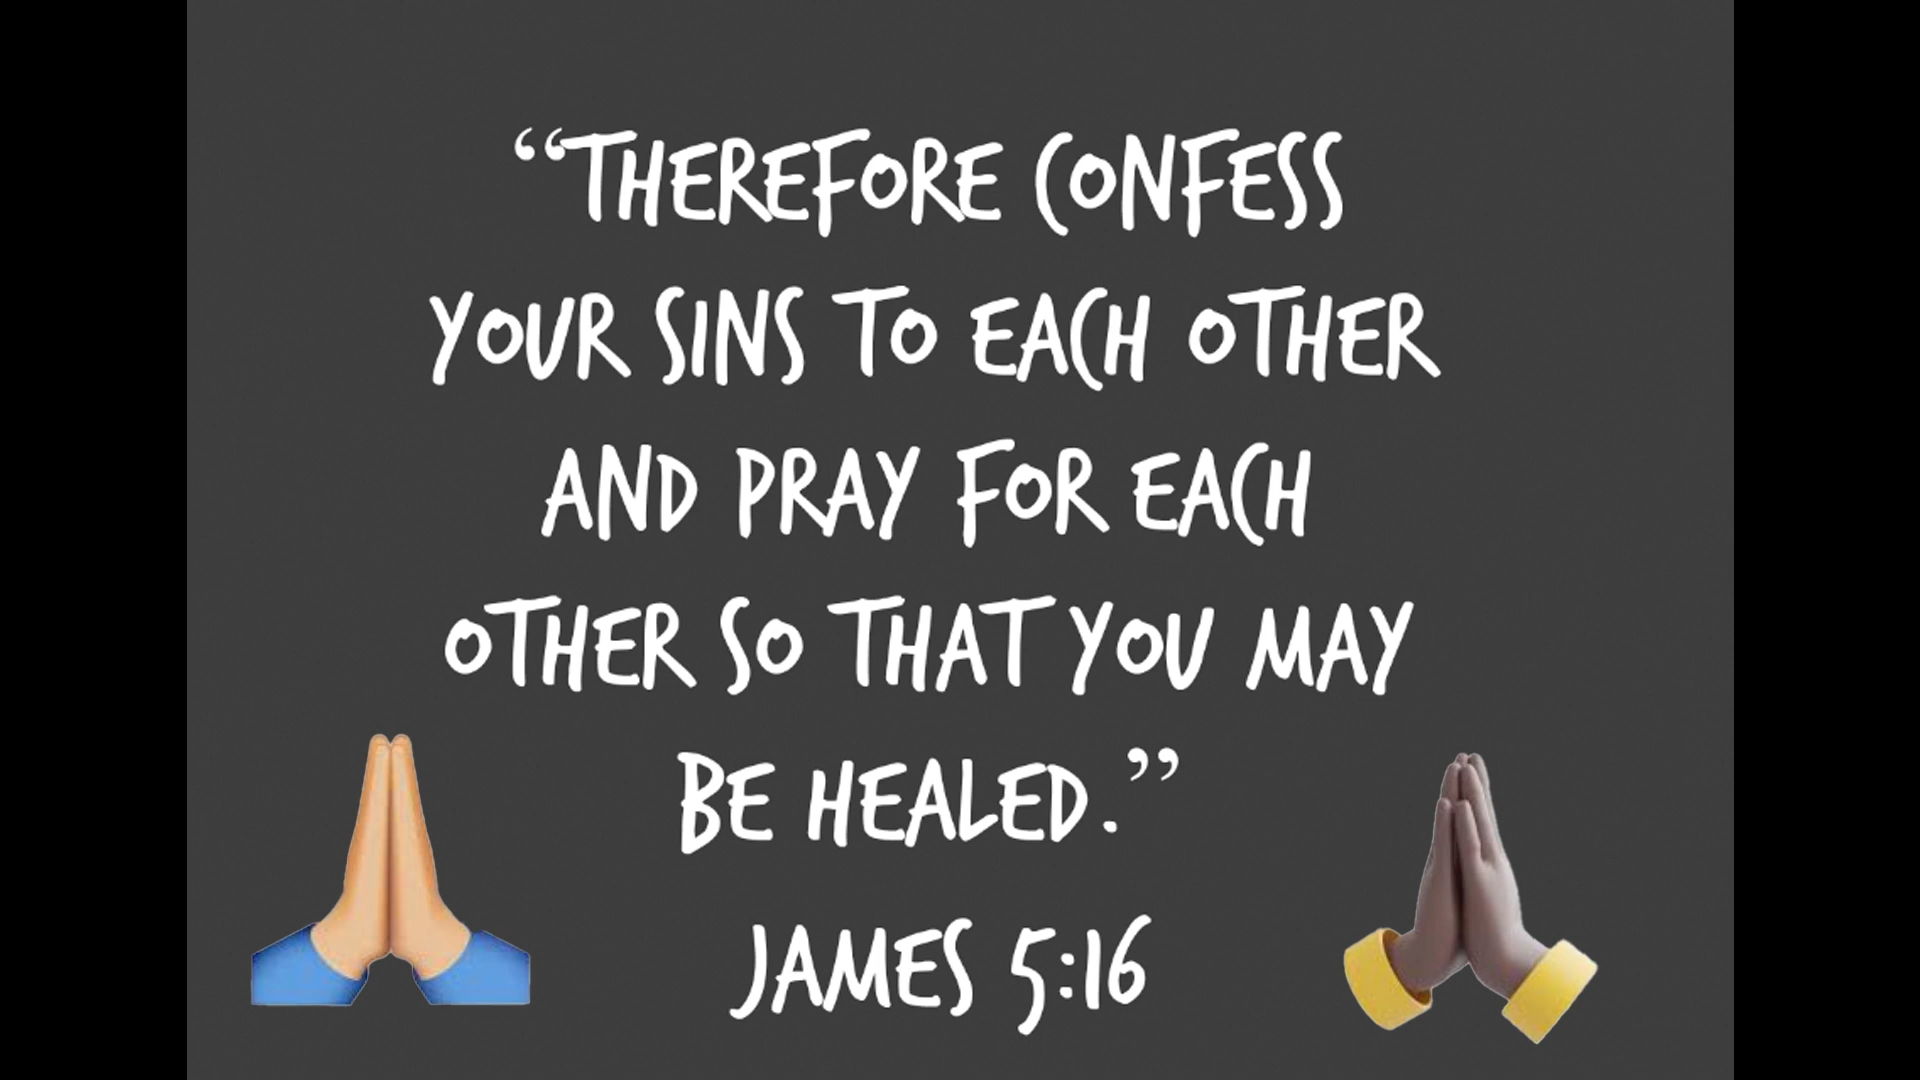 “THEREFORE CONFESS
YOUR SINS TO EACH OTHER
AND PRAY FOR EACH
OTHER SO THAT YOU MAY
BE HEALED.”
JAMES 5:16